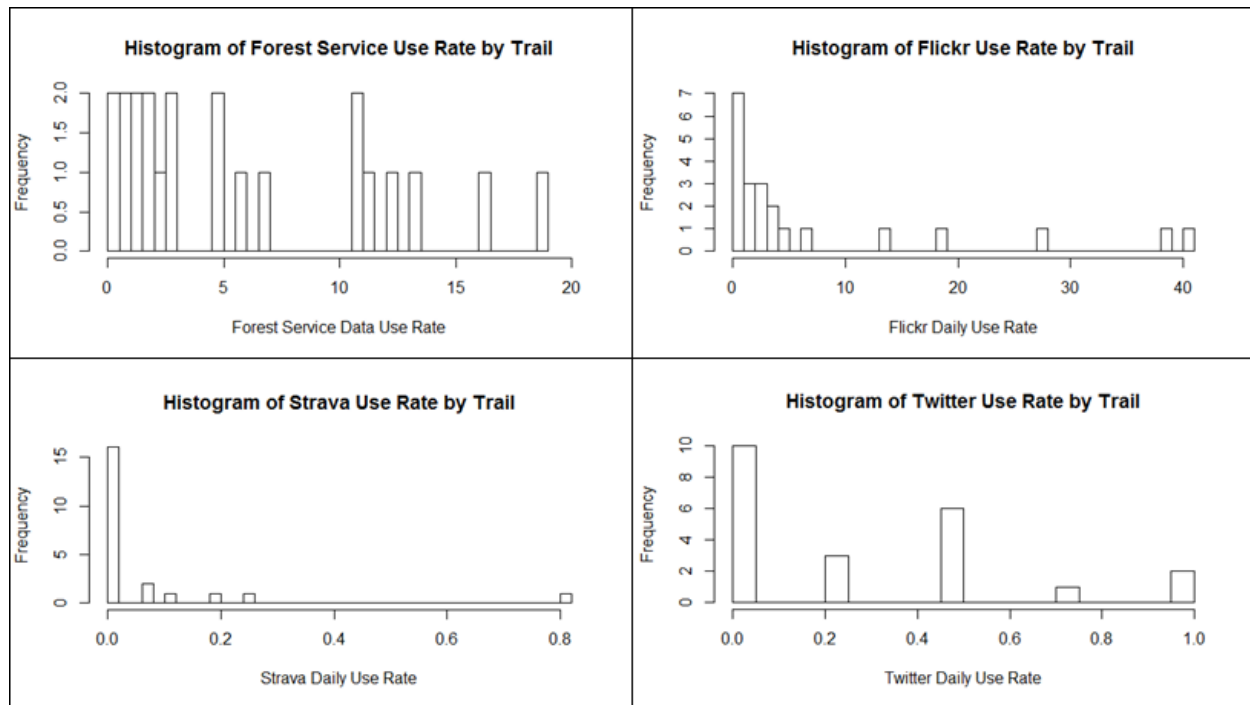 Histogram of Forest Service Use Rate by Trail
Frequency
2.0
1.5
1.0
0.5
0.0
0 5 10 15 20
Forest Service Data Use Rate
Histogram of Flickr Use Rate by Trail
Frequency
7
6
5
4
3
2
1
0
0 10 20 30 40
Flickr Daily Use Rate
Histogram of Strava Use Rate by Trail
Frequency
15
10
5
0
0.0 0.2 0.4 0.6 0.8
Strava Daily Use Rate
Histogram of Twitter Use Rate by Trail
Frequency
10
8
6
4
2
0
0.0 0.2 0.4 0.6 0.8 1.0
Twitter Daily Use Rate